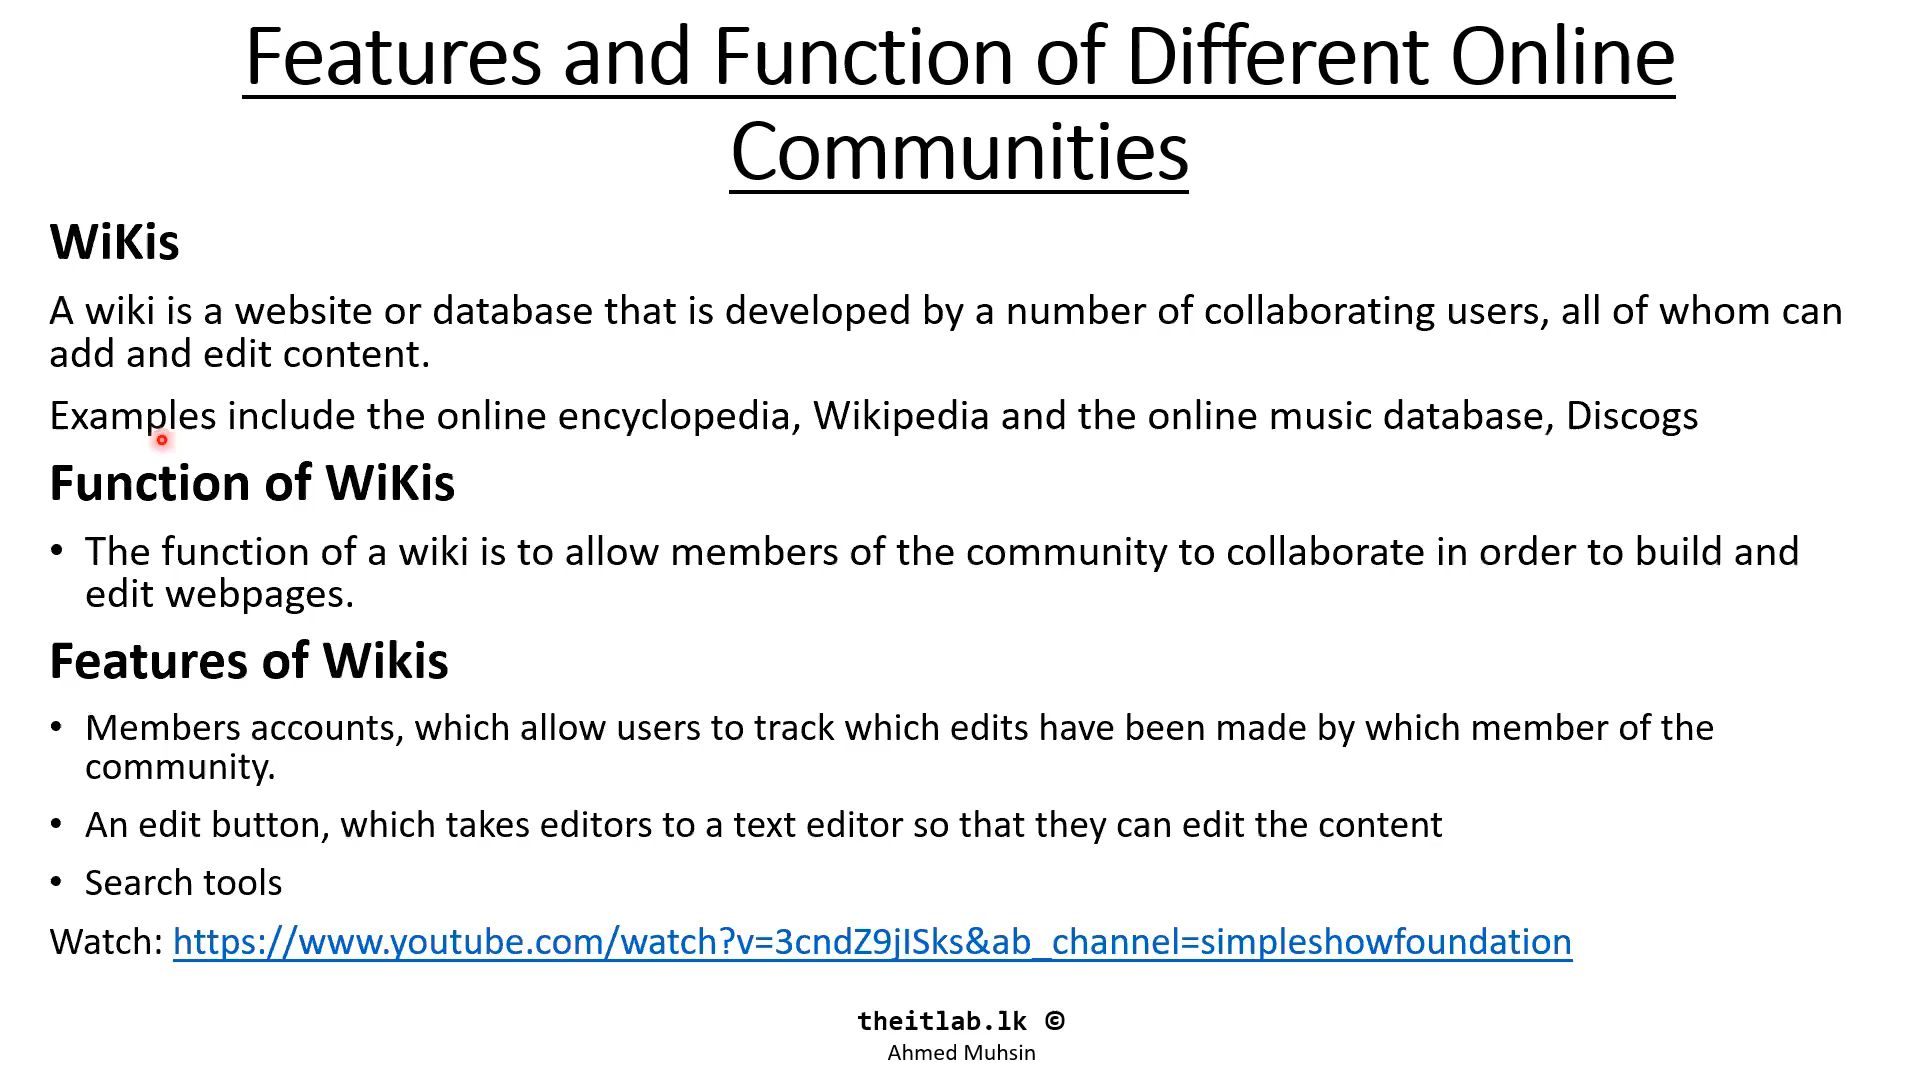 Features and Function of Different Online
Communities
WiKis
A wiki is a website or database that is developed by a number of collaborating users, all of whom can
add and edit content.
Examples include the online encyclopedia, Wikipedia and the online music database, Discogs
Function of WiKis
• The function of a wiki is to allow members of the community to collaborate in order to build and
edit webpages.
Features of Wikis
• Members accounts, which allow users to track which edits have been made by which member of the
community.
• An edit button, which takes editors to a text editor so that they can edit the content
• Search tools
Watch: https://www.youtube.com/watch?v=3cndZ9jISks&ab_channel=simpleshowfoundation
theitlab.lk ©
Ahmed Muhsin